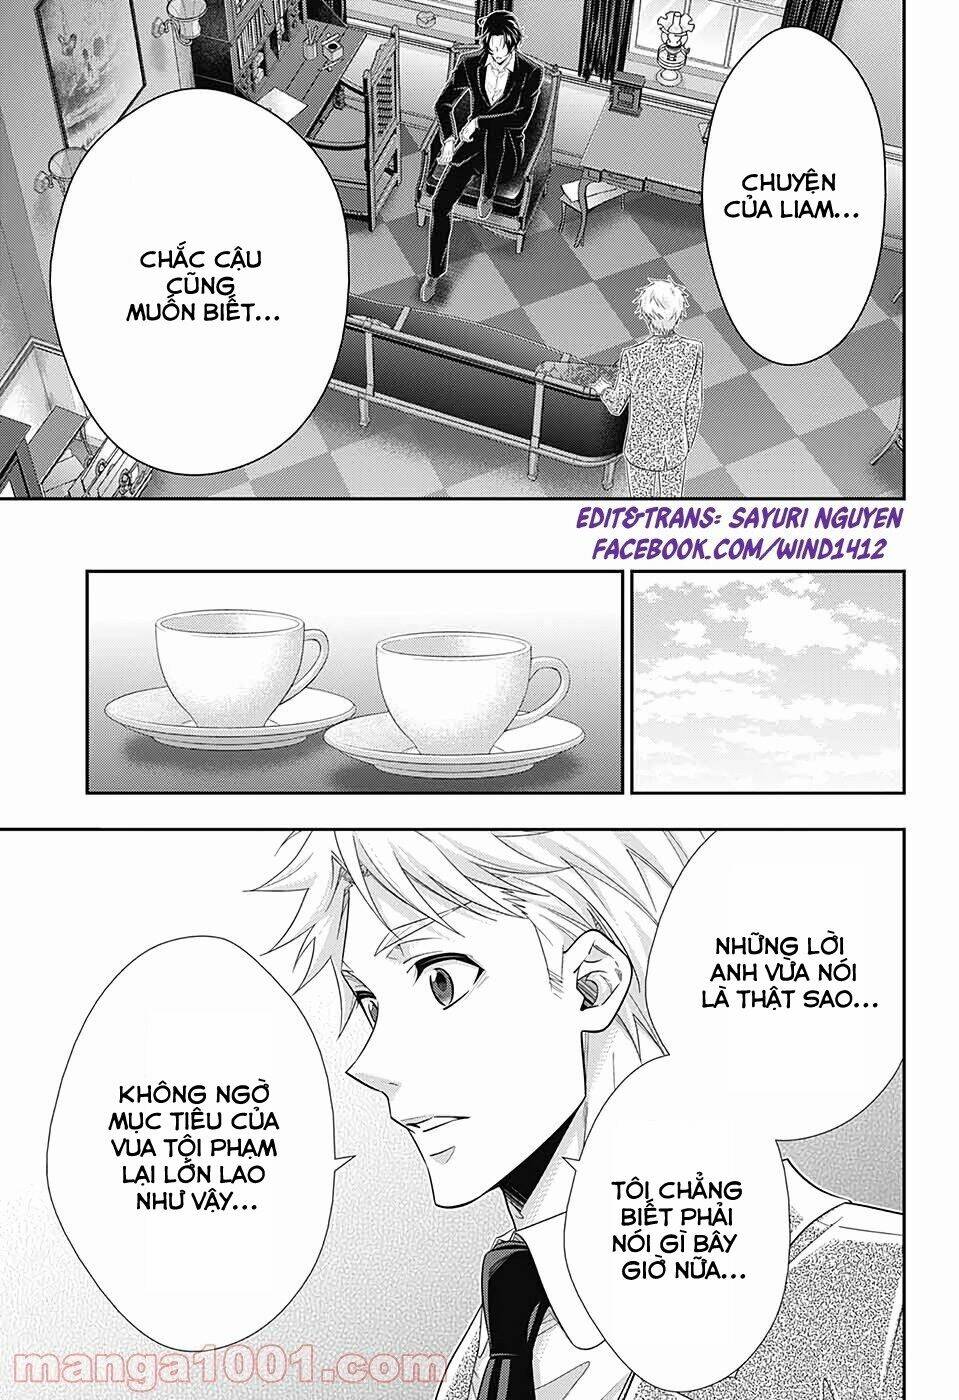 CHUYỆN
CỦA LIAM...
CHẮC CẬU
CŨNG
MUỐN BIẾT...
EDIT&TRANS: SAYURI NGUYEN
FACEBOOK.COM/WIND1412
NHỮNG LỜI
ANH VỪA NÓI
LÀ THẬT SAO...
TÔI CHẲNG
BIẾT PHẢI
NÓI GÌ BÂY
GIỜ NỮA...
KHÔNG NGỜ
MỤC TIÊU CỦA
VUA TỘI PHẠM
LẠI LỚN LAO
NHƯ VẬY...
manga1001.com